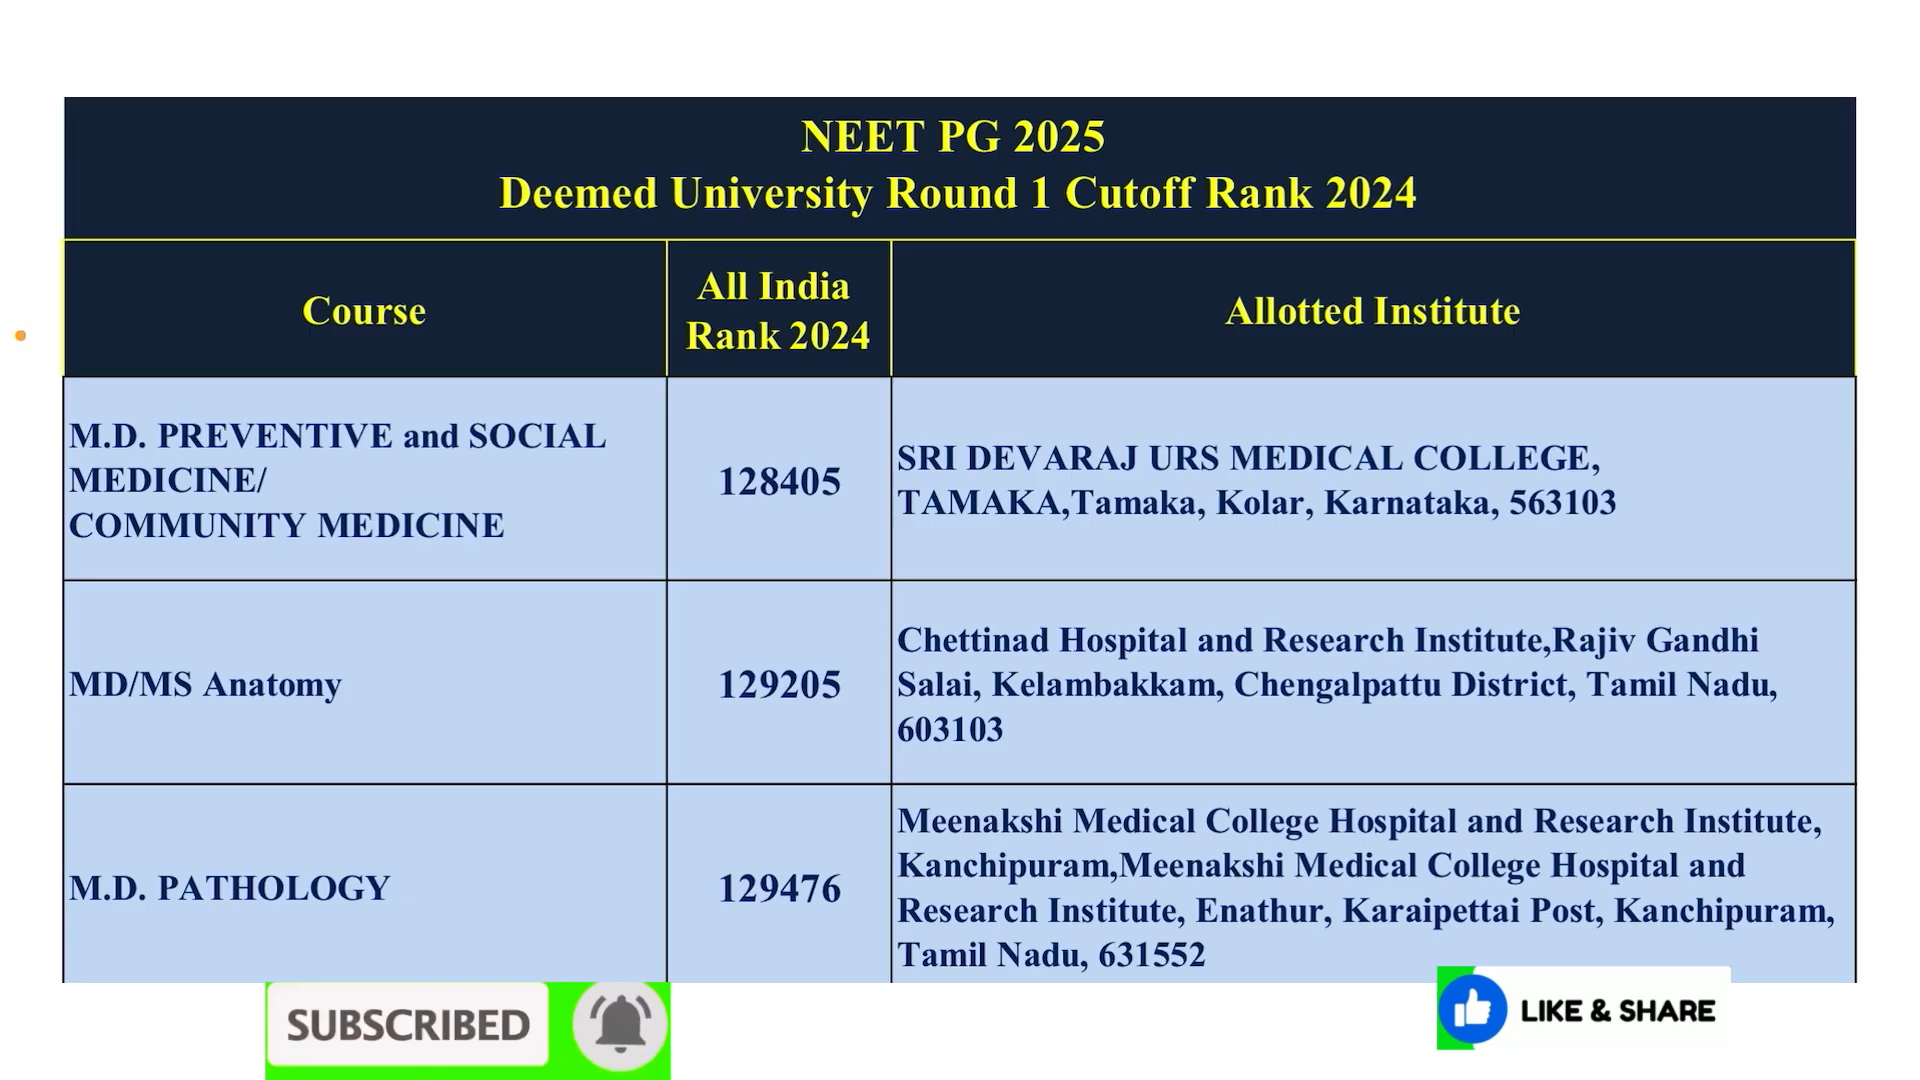 NEET PG 2025
Deemed University Round 1 Cutoff Rank 2024
Course
All India
Rank 2024
Allotted Institute
M.D. PREVENTIVE and SOCIAL
MEDICINE/
COMMUNITY MEDICINE
128405
SRI DEVARAJ URS MEDICAL COLLEGE,
TAMAKA,Tamaka, Kolar, Karnataka, 563103
MD/MS Anatomy
129205
Chettinad Hospital and Research Institute,Rajiv Gandhi
Salai, Kelambakkam, Chengalpattu District, Tamil Nadu,
603103
M.D. PATHOLOGY
129476
Meenakshi Medical College Hospital and Research Institute,
Kanchipuram,Meenakshi Medical College Hospital and
Research Institute, Enathur, Karaipettai Post, Kanchipuram,
Tamil Nadu, 631552
SUBSCRIBED
LIKE & SHARE